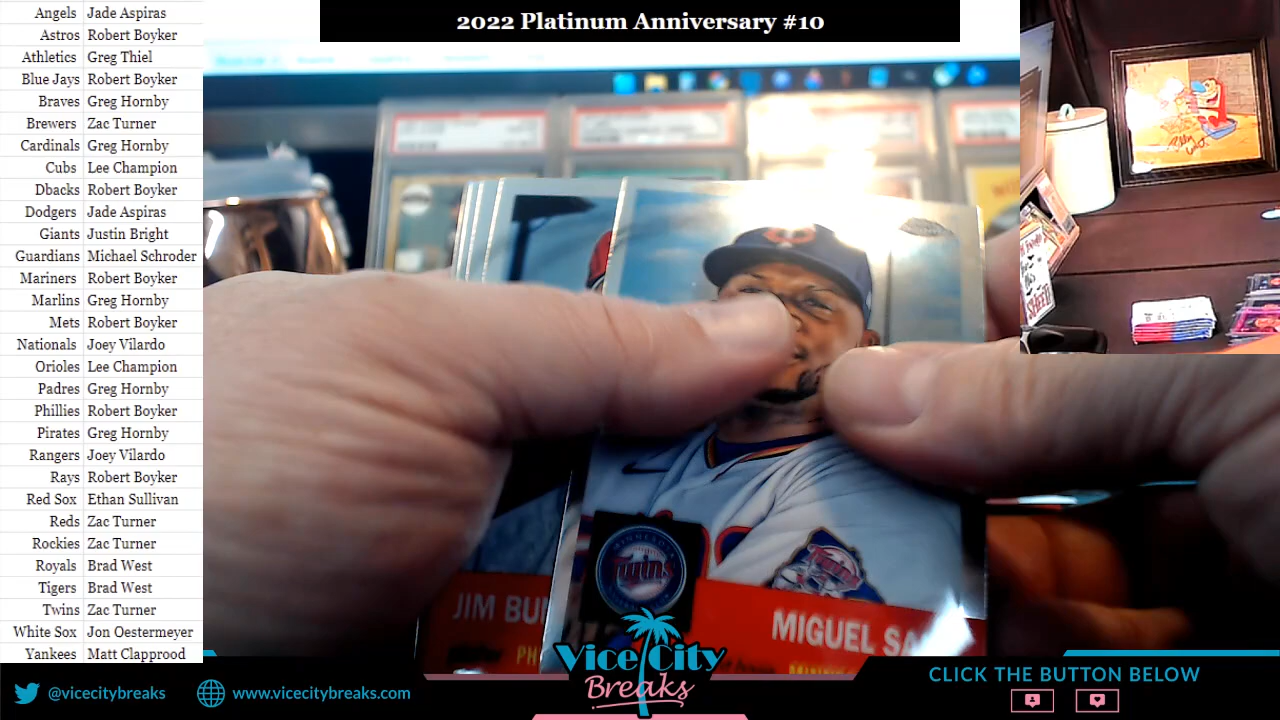 2022 Platinum Anniversary #10
Angels Jade Aspiras
Astros Robert Boyker
Athletics Greg Thiel
Blue Jays Robert Boyker
Braves Greg Hornby
Brewers Zac Turner
Cardinals Greg Hornby
Cubs Lee Champion
Dbacks Robert Boyker
Dodgers Jade Aspiras
Giants Justin Bright
Guardians Michael Schroder
Mariners Robert Boyker
Marlins Greg Hornby
Mets Robert Boyker
Nationals Joey Vilardo
Orioles Lee Champion
Padres Greg Hornby
Phillies Robert Boyker
Pirates Greg Hornby
Rangers Joey Vilardo
Rays Robert Boyker
Red Sox Ethan Sullivan
Reds Zac Turner
Rockies Zac Turner
Royals Brad West
Tigers Brad West
Twins Zac Turner
White Sox Jon Oestermeyer
Yankees Matt Clapprood
Twins
JIM BU
PH
MIGUEL SA
Vice City
Breaks
@vicecitybreaks
www.vicecitybreaks.com
CLICK THE BUTTON BELOW